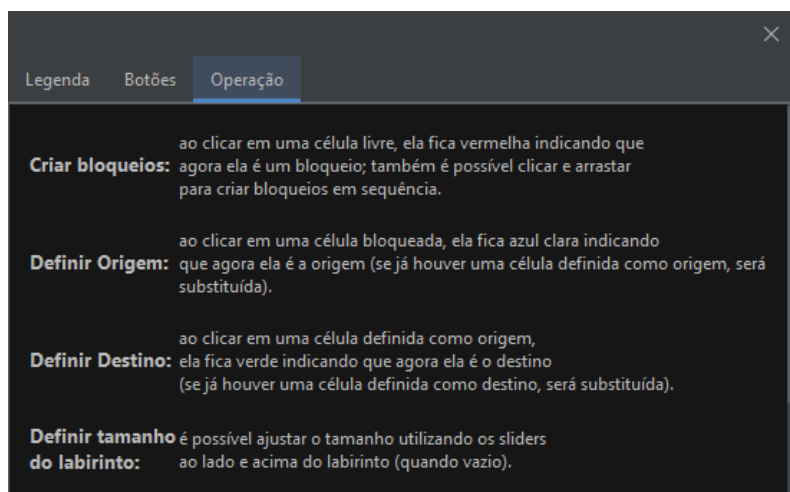 Legenda Botões Operação
ao clicar em uma célula livre, ela fica vermelha indicando que
Criar bloqueios: agora ela é um bloqueio; também é possível clicar e arrastar
para criar bloqueios em sequência.
ao clicar em uma célula bloqueada, ela fica azul clara indicando
Definir Origem: que agora ela é a origem (se já houver uma célula definida como origem, será
substituída).
ao clicar em uma célula definida como origem,
Definir Destino: ela fica verde indicando que agora ela é o destino
(se já houver uma célula definida como destino, será substituída).
Definir tamanho é possível ajustar o tamanho utilizando os sliders
do labirinto: ao lado e acima do labirinto (quando vazio).